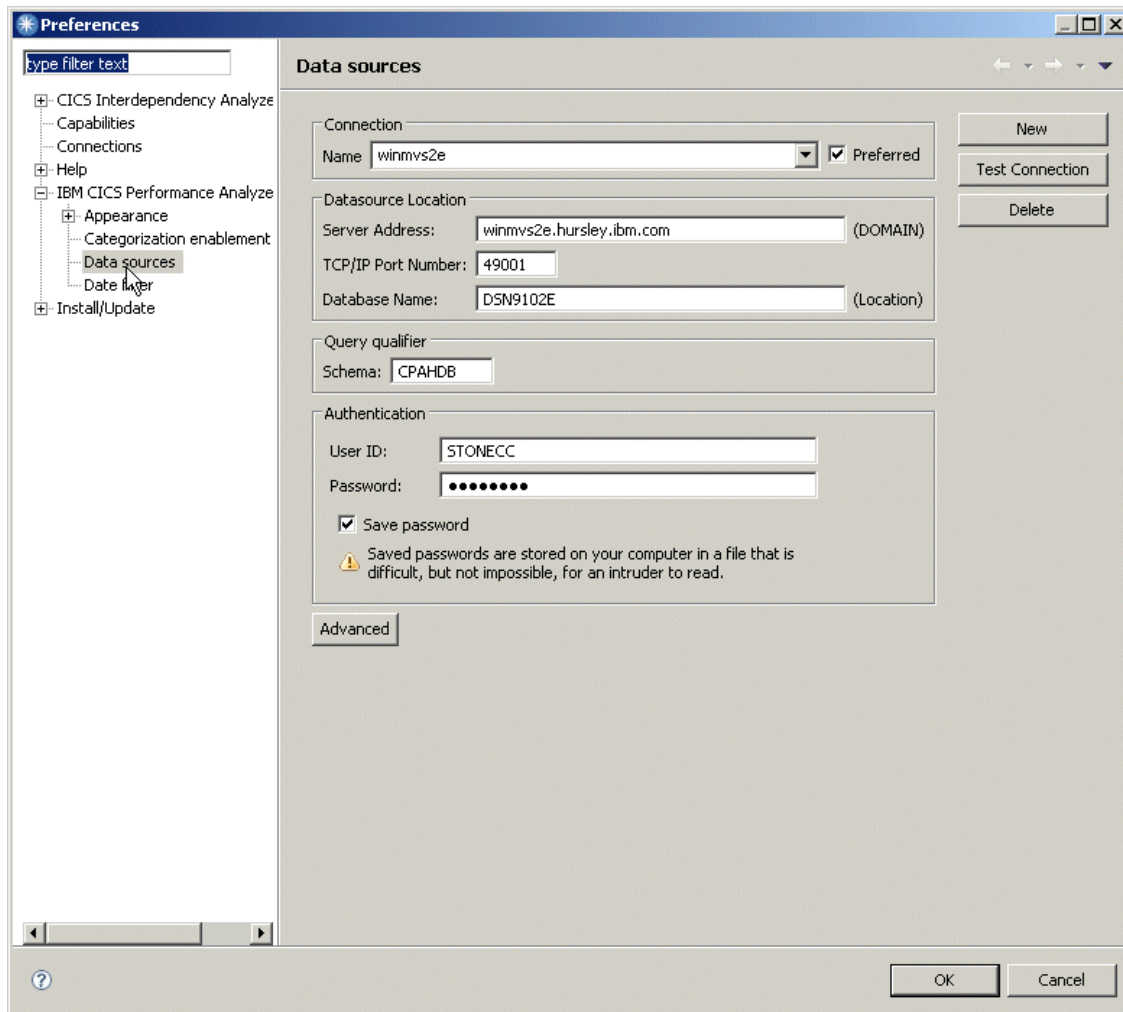 Preferences
type filter text
CICS Interdependency Analyze
Capabilities
Connections
Help
IBM CICS Performance Analyze
Appearance
Categorization enablement
Data sources
Date
Install/Update
Data sources
Connection
Name winmvs2e Preferred
Datasource Location
Server Address: winmvs2e.hursley.ibm.com (DOMAIN)
TCP/IP Port Number: 49001
Database Name: DSN9102E (Location)
Query qualifier
Schema: CPAHDB
Authentication
User ID: STONECC
Password: ●●●●●●●●
Save password
Saved passwords are stored on your computer in a file that is
difficult, but not impossible, for an intruder to read.
Advanced
New
Test Connection
Delete
OK Cancel